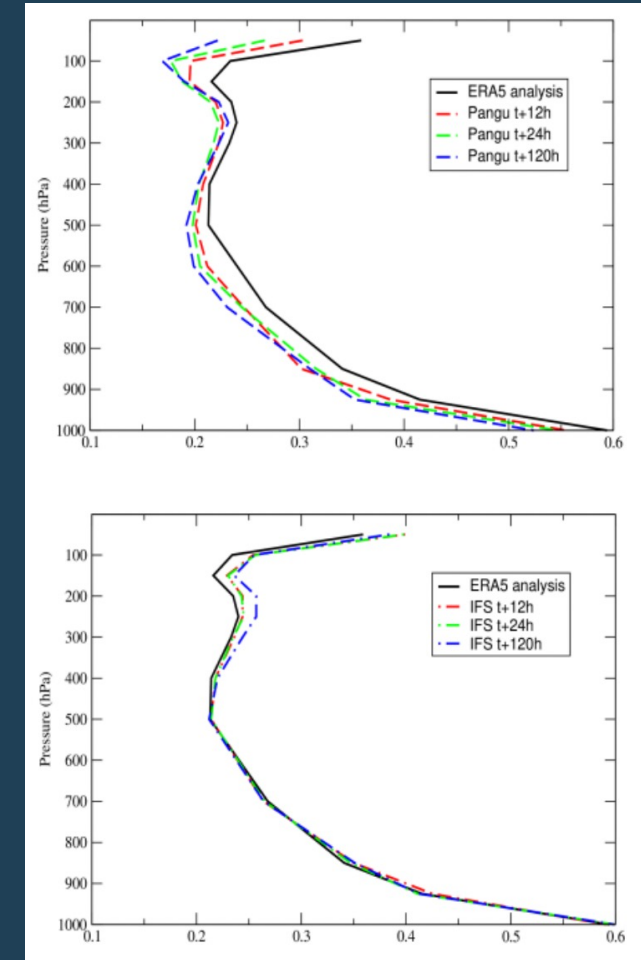 100
200
300
400
500
600
700
800
900
1000
Pressure (hPa)
ERA5 analysis
Pangu t+12h
Pangu t+24h
Pangu t+120h
0.1 0.2 0.3 0.4 0.5 0.6
100
200
300
400
500
600
700
800
900
1000
Pressure (hPa)
ERA5 analysis
IFS t+12h
IFS t+24h
IFS t+120h
0.1 0.2 0.3 0.4 0.5 0.6